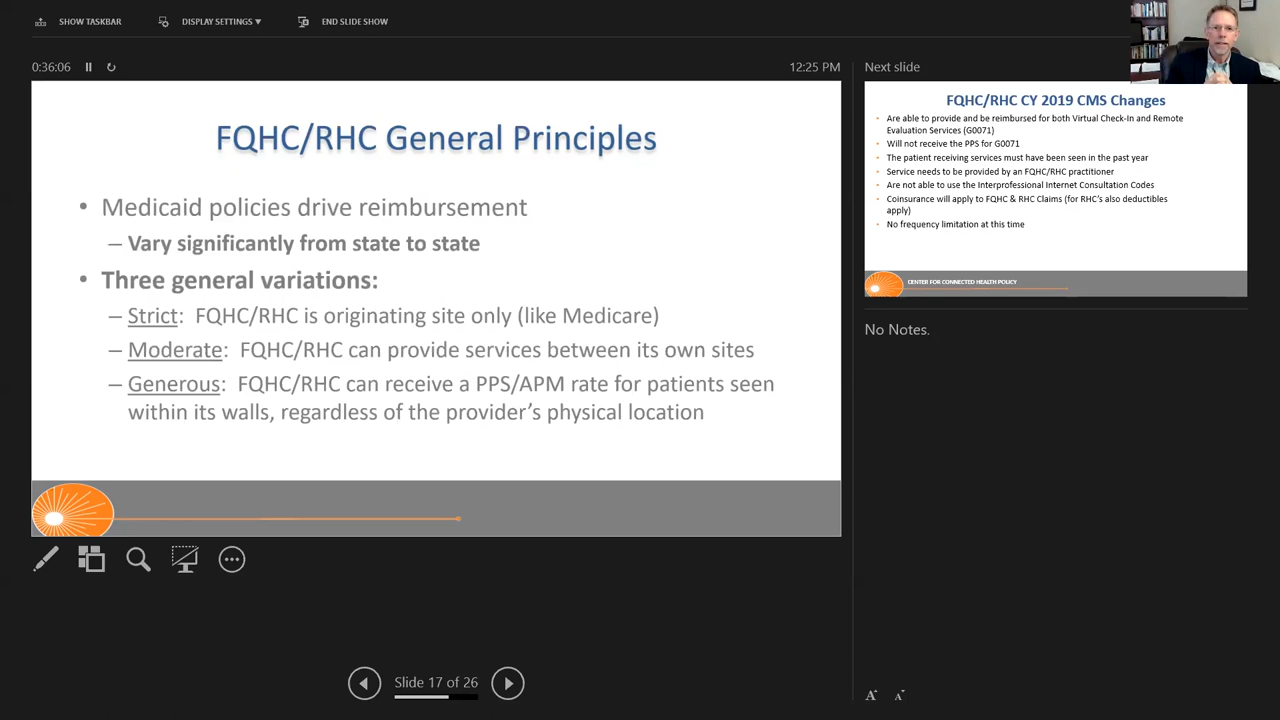 SHOW TASKBAR
DISPLAY SETTINGS ▼
END SLIDE SHOW
0:36:06
12:25 PM
FQHC/RHC General Principles
• Medicaid policies drive reimbursement
– Vary significantly from state to state
• Three general variations:
– Strict: FQHC/RHC is originating site only (like Medicare)
– Moderate: FQHC/RHC can provide services between its own sites
– Generous: FQHC/RHC can receive a PPS/APM rate for patients seen
within its walls, regardless of the provider's physical location
Slide 17 of 26
Next slide
FQHC/RHC CY 2019 CMS Changes
• Are able to provide and be reimbursed for both Virtual Check-In and Remote
Evaluation Services (G0071)
• Will not receive the PPS for G0071
• The patient receiving services must have been seen in the past year
• Service needs to be provided by an FQHC/RHC practitioner
• Are not able to use the Interprofessional Internet Consultation Codes
• Coinsurance will apply to FQHC & RHC Claims (for RHC's also deductibles
apply)
• No frequency limitation at this time
CENTER FOR CONNECTED HEALTH POLICY
No Notes.
A A